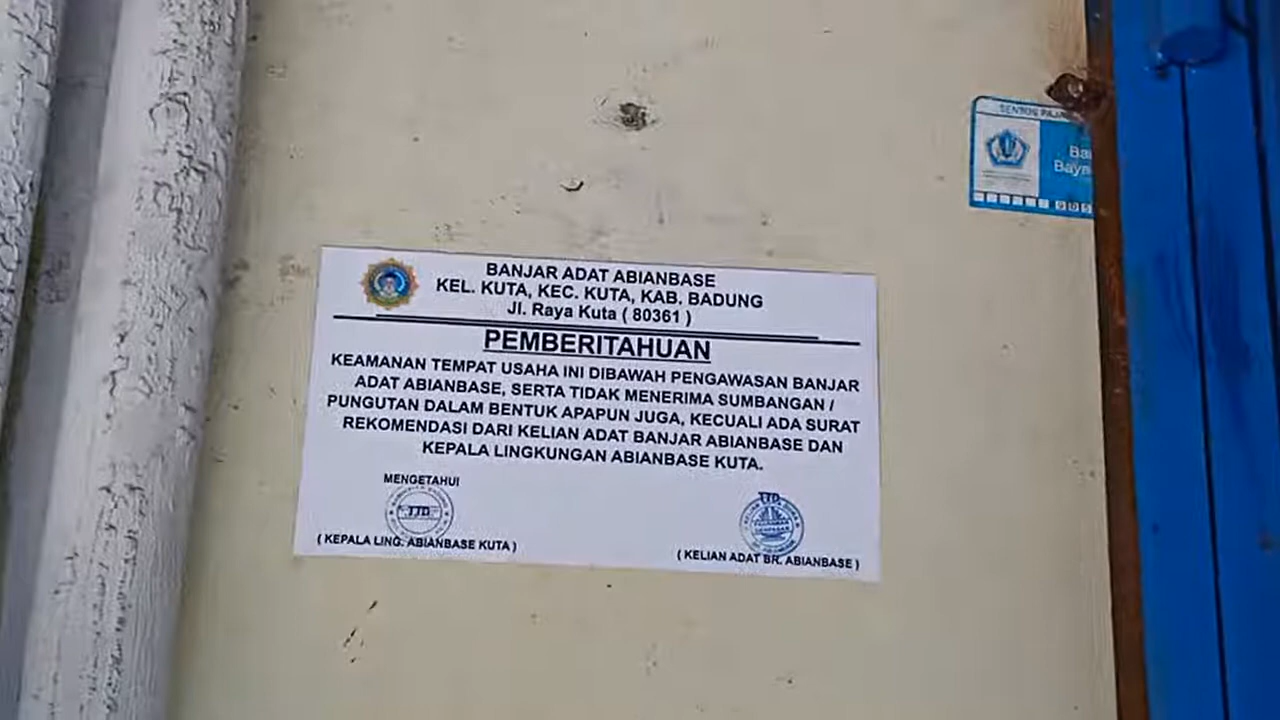 BANJAR ADAT ABIANBASE
KEL. KUTA, KEC. KUTA, KAB. BADUNG
Jl. Raya Kuta ( 80361 )
PEMBERITAHUAN
KEAMANAN TEMPAT USAHA INI DIBAWAH PENGAWASAN BANJAR
ADAT ABIANBASE, SERTA TIDAK MENERIMA SUMBANGAN /
PUNGUTAN DALAM BENTUK APAPUN JUGA, KECUALI ADA SURAT
REKOMENDASI DARI KELIAN ADAT BANJAR ABIANBASE DAN
KEPALA LINGKUNGAN ABIANBASE KUTA.
MENGETAHUI
TTD
( KEPALA LING. ABIANBASE KUTA )
TTD
( KELIAN ADAT BR. ABIANBASE )
SENSUS